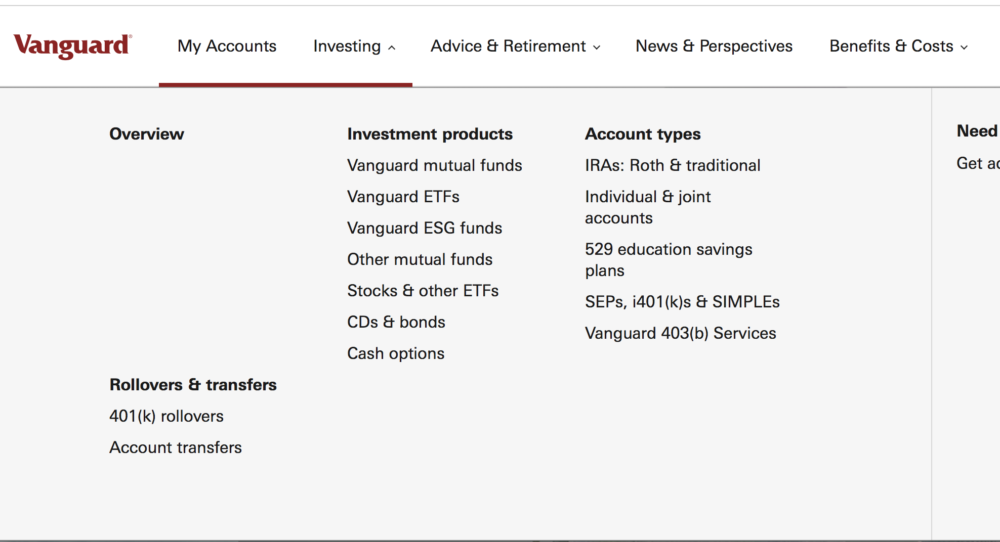 Vanguard®
My Accounts
Investing
Advice & Retirement
News & Perspectives
Benefits & Costs
Overview
Investment products
Vanguard mutual funds
Vanguard ETFs
Vanguard ESG funds
Other mutual funds
Stocks & other ETFs
CDs & bonds
Cash options
Account types
IRAs: Roth & traditional
Individual & joint
accounts
529 education savings
plans
SEPs, i401(k)s & SIMPLEs
Vanguard 403(b) Services
Rollovers & transfers
401(k) rollovers
Account transfers
Need
Get